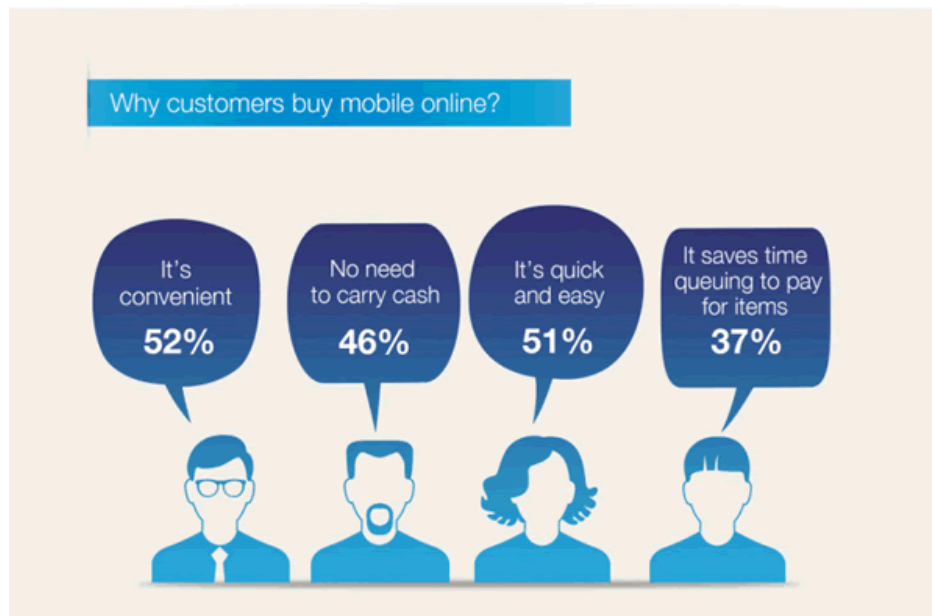 Why customers buy mobile online?
It's
convenient
52%
No need
to carry cash
46%
It's quick
and easy
51%
It saves time
queuing to pay
for items
37%